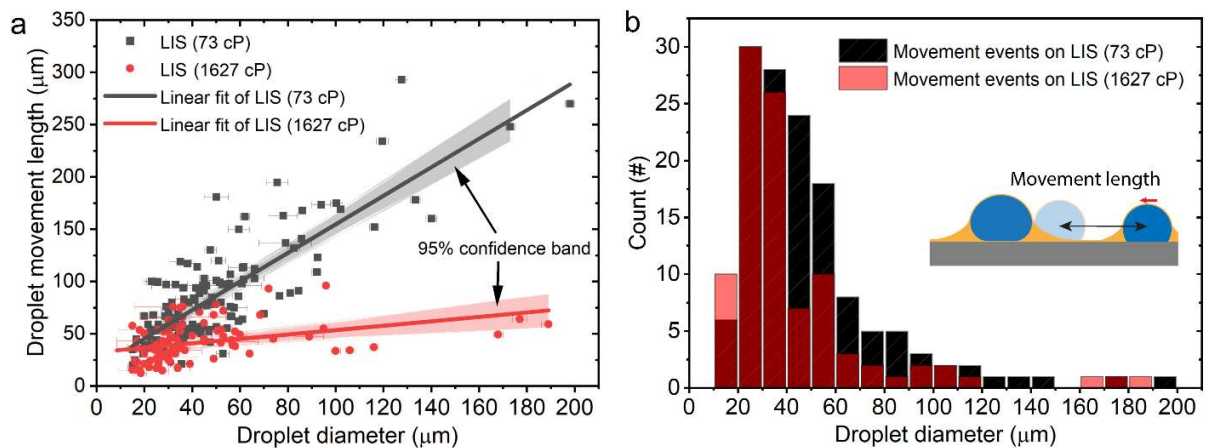 a
350
300
250
200
150
100
50
0
Droplet movement length (μm)
LIS (73 cP)
LIS (1627 cP)
Linear fit of LIS (73 cP)
Linear fit of LIS (1627 cP)
95% confidence band
0 20 40 60 80 100 120 140 160 180 200
Droplet diameter (μm)
b
30
25
20
15
10
5
0
Count (#)
Movement events on LIS (73 cP)
Movement events on LIS (1627 cP)
Movement length
20 40 60 80 100 120 140 160 180 200
Droplet diameter (μm)